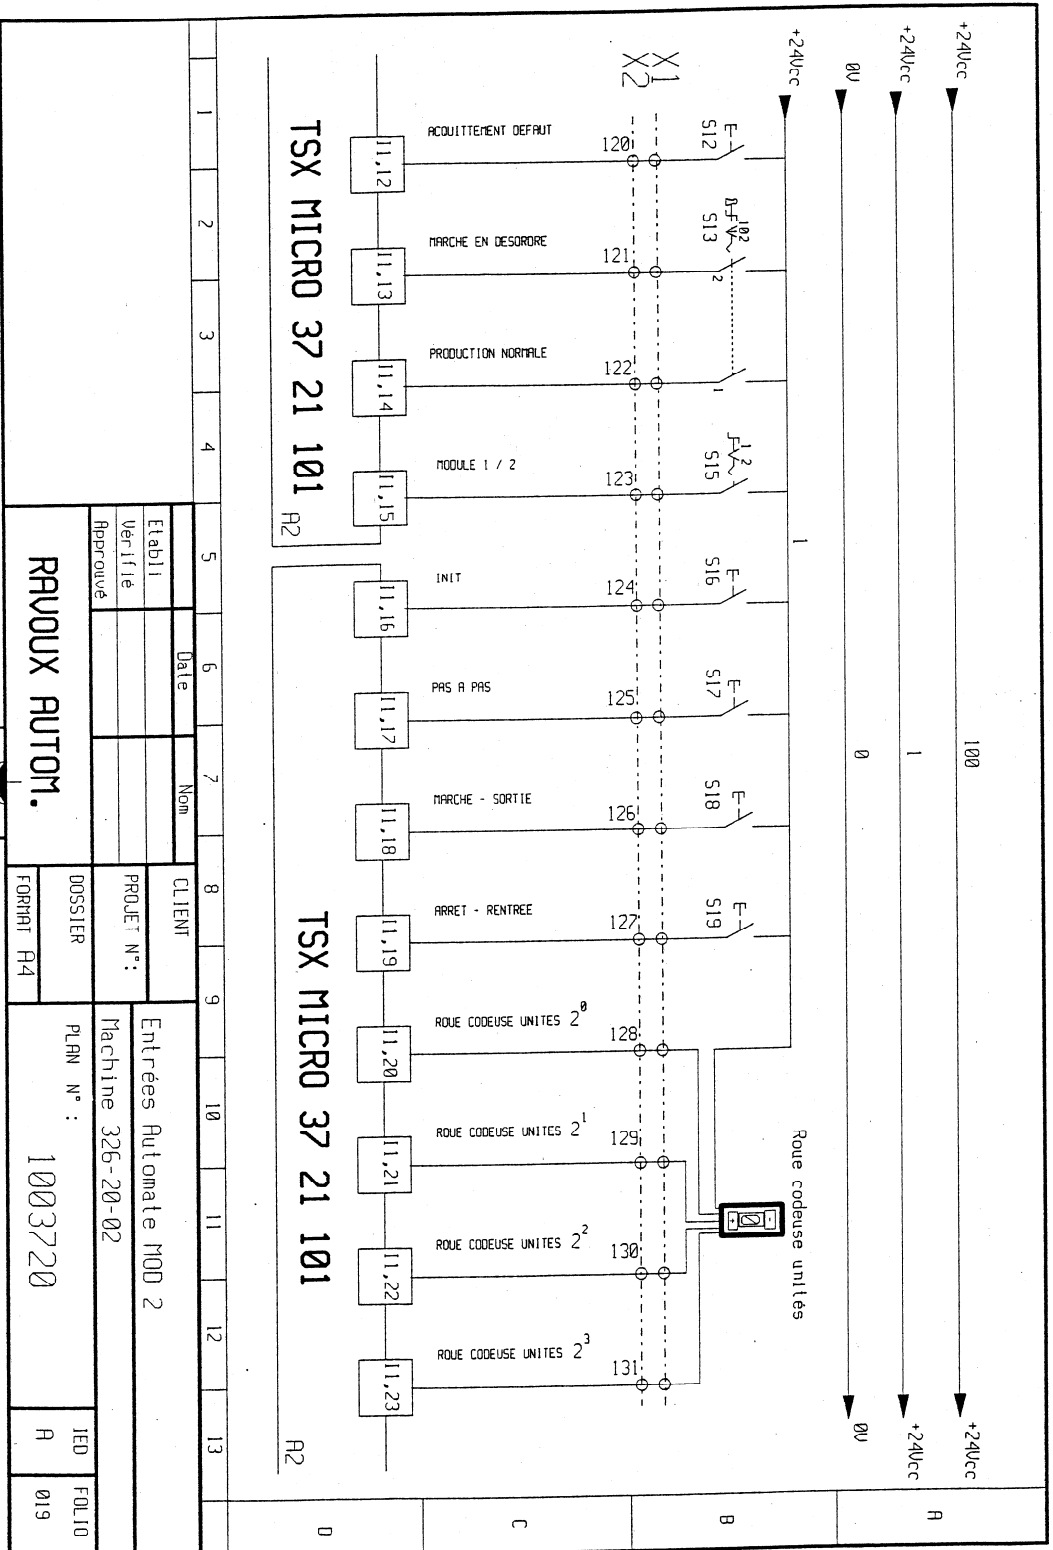 +24Vcc 100 +24Vcc
+24Vcc 1 +24Vcc
0V 0 0V
+24Vcc 1
Roue codeuse unités
S12
102
S13
2
1
1 2
S15
S16
S17
S18
S19
0
X1
X2
120
121
122
123
124
125
126
127
128
129
130
131
ACQUITTEMENT DEFAUT
MARCHE EN DESORDRE
PRODUCTION NORMALE
MODULE 1 / 2
INIT
PAS A PAS
MARCHE - SORTIE
ARRET - RENTREE
ROUE CODEUSE UNITES 2⁰
ROUE CODEUSE UNITES 2¹
ROUE CODEUSE UNITES 2²
ROUE CODEUSE UNITES 2³
I1,12
I1,13
I1,14
I1,15
I1,16
I1,17
I1,18
I1,19
I1,20
I1,21
I1,22
I1,23
TSX MICRO 37 21 101
A2
TSX MICRO 37 21 101
A2
A
B
C
D
1 2 3 4 5 6 7 8 9 10 11 12 13
Date Nom
Etabli
Vérifié
Approuvé
RAVOUX AUTOM.
CLIENT
PROJET N°:
DOSSIER
FORMAT A4
Entrées Automate MOD 2
Machine 326-20-02
PLAN N° :
1003720
IED
A
FOLIO
019